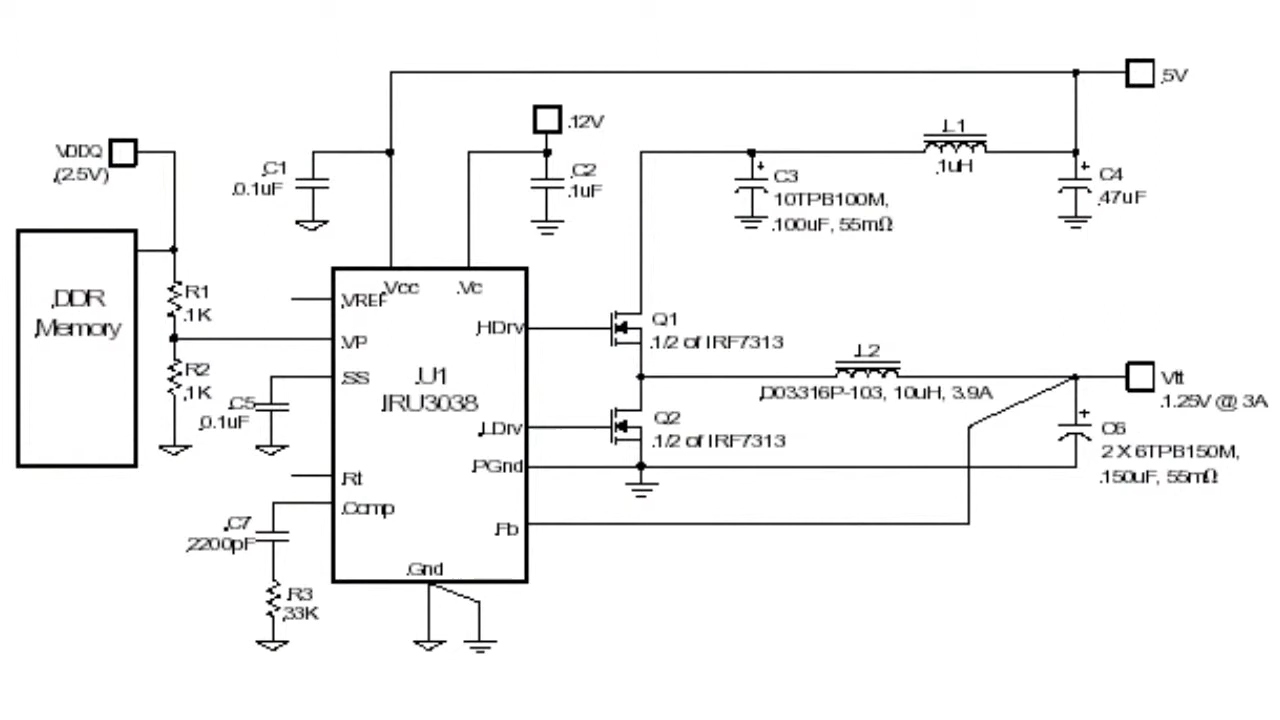 5V
.12V
VDDQ
(2.5V)
C1
0.1uF
C2
.1uF
L1
.1uH
C3
10TPB100M,
.100uF, 55mΩ
C4
47uF
DDR
Memory
R1
.1K
R2
1K
C5
0.1uF
.Vcc
.Vc
VREF
.VP
.SS
U1
IRU3038
.Rt
.Comp
.HDrv
LDrv
.PGnd
.Fb
.Gnd
Q1
.1/2 of IRF7313
L2
D03316P-103, 10uH, 3.9A
Q2
.1/2 of IRF7313
Vtt
.1.25V @ 3A
C6
2 X 6TPB150M,
.150uF, 55mΩ
C7
2200pF
R3
33K